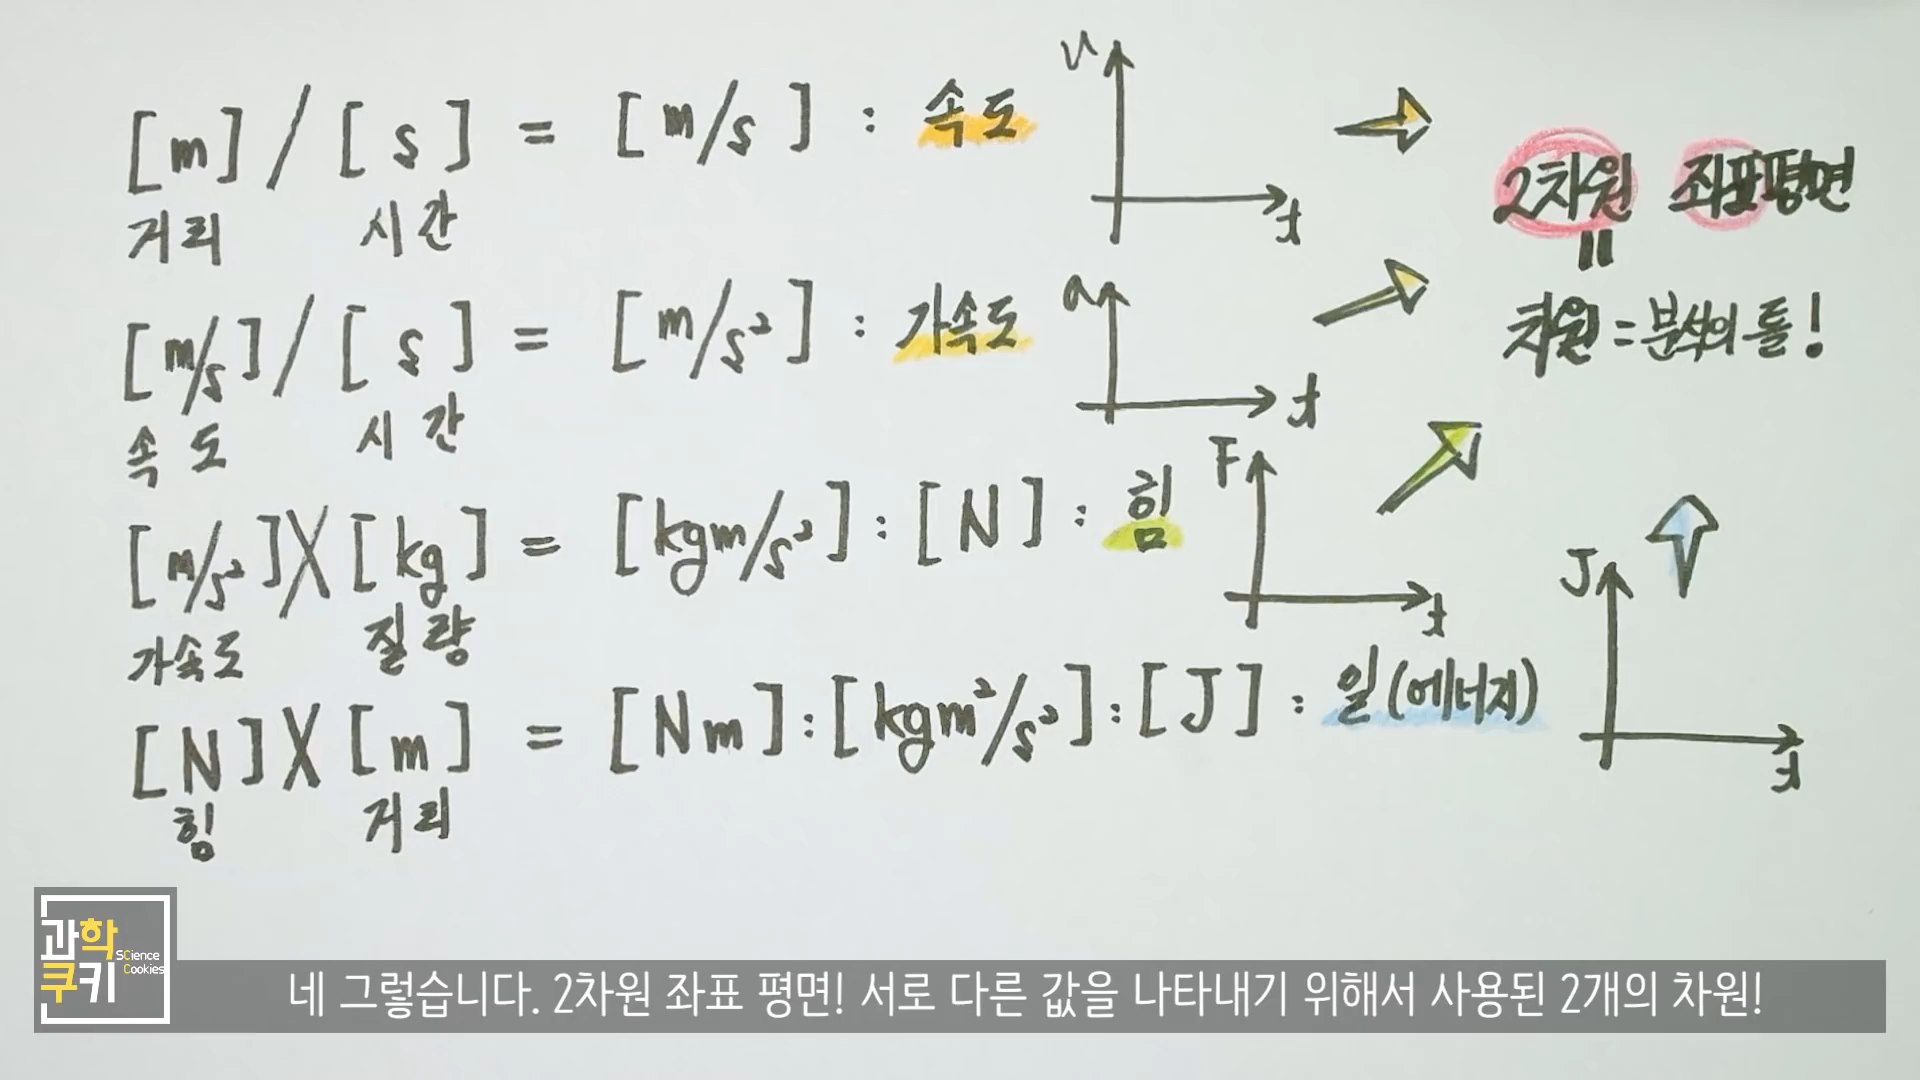 [m] / [s] = [m/s] : 속도
거리 시간
v
t
2차원 좌표평면
=
차원 = 분석의 툴!
[m/s] / [s] = [m/s²] : 가속도
속도 시간
a
t
[m/s²] X [kg] = [kgm/s²] : [N] : 힘
가속도 질량
F
t
[N] X [m] = [Nm] : [kgm²/s²] : [J] : 일(에너지)
힘 거리
J
t
과학
쿠키
SCience
Cookies
네 그렇습니다. 2차원 좌표 평면! 서로 다른 값을 나타내기 위해서 사용된 2개의 차원!